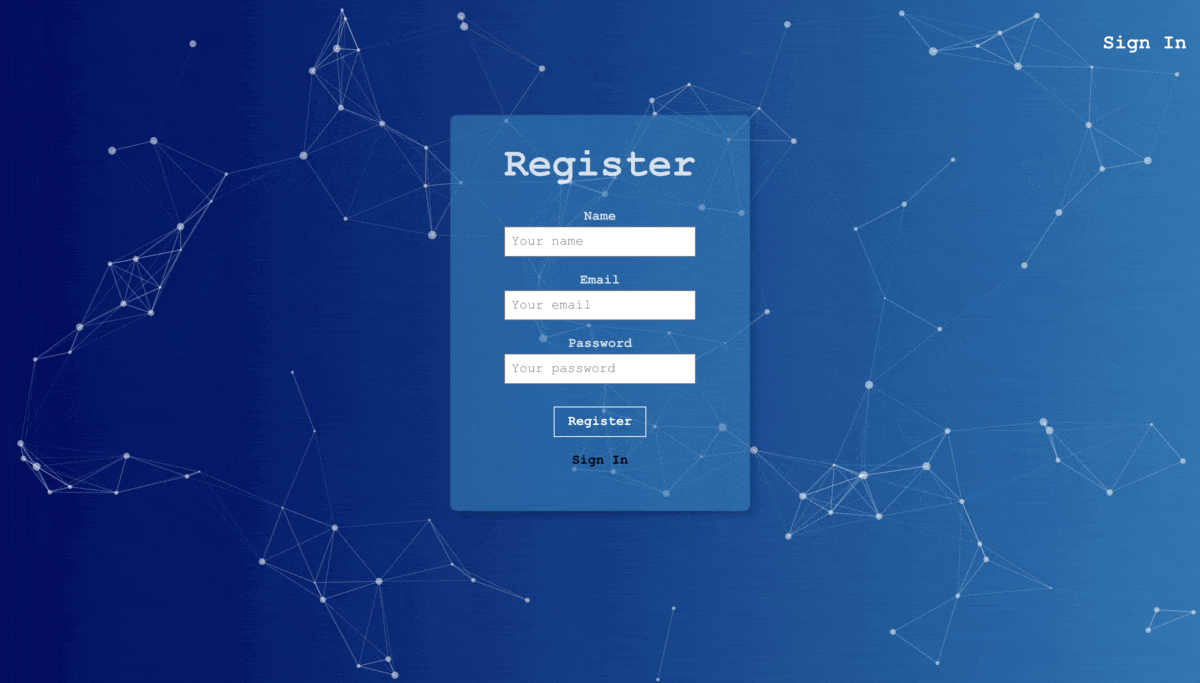 Sign In
Register
Name
Your name
Email
Your email
Password
Your password
Register
Sign In